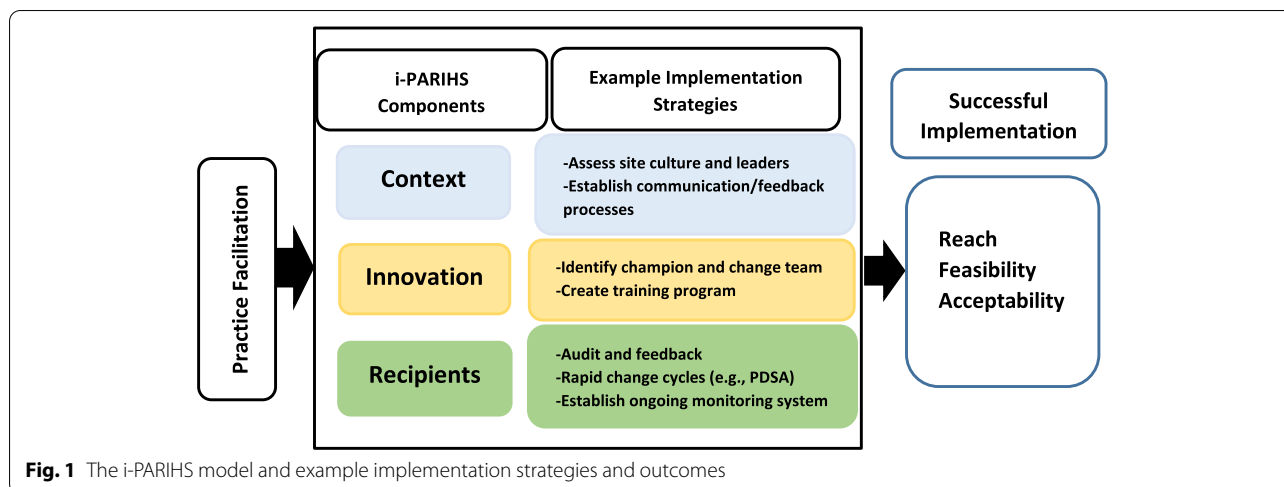 Practice Facilitation
i-PARIHS
Components
Example Implementation
Strategies
Context
-Assess site culture and leaders
-Establish communication/feedback
processes
Innovation
-Identify champion and change team
-Create training program
Recipients
-Audit and feedback
-Rapid change cycles (e.g., PDSA)
-Establish ongoing monitoring system
Successful
Implementation
Reach
Feasibility
Acceptability
Fig. 1 The i-PARIHS model and example implementation strategies and outcomes